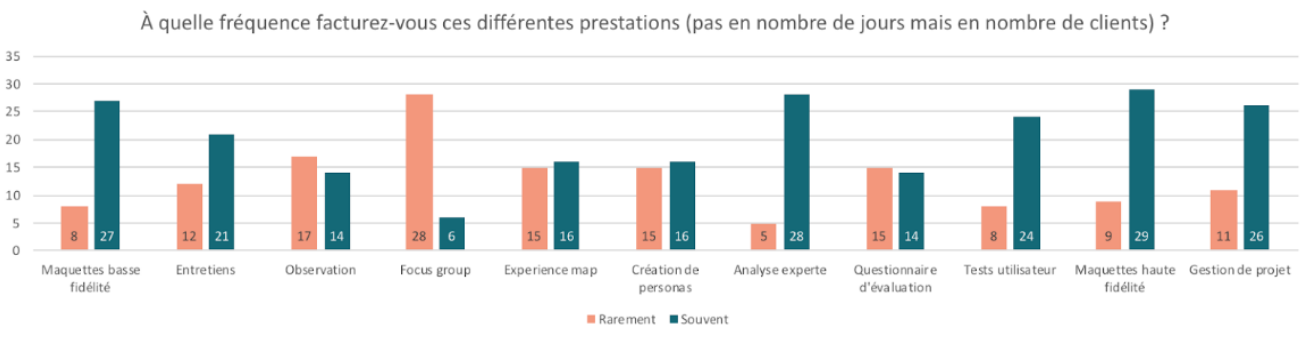 À quelle fréquence facturez-vous ces différentes prestations (pas en nombre de jours mais en nombre de clients) ?
35
30
25
20
15
10
5
0
8 27 12 21 17 14 28 6 15 16 15 16 5 28 15 14 8 24 9 29 11 26
Maquettes basse fidélité
Entretiens
Observation
Focus group
Experience map
Création de personas
Analyse experte
Questionnaire d'évaluation
Tests utilisateur
Maquettes haute fidélité
Gestion de projet
Rarement Souvent